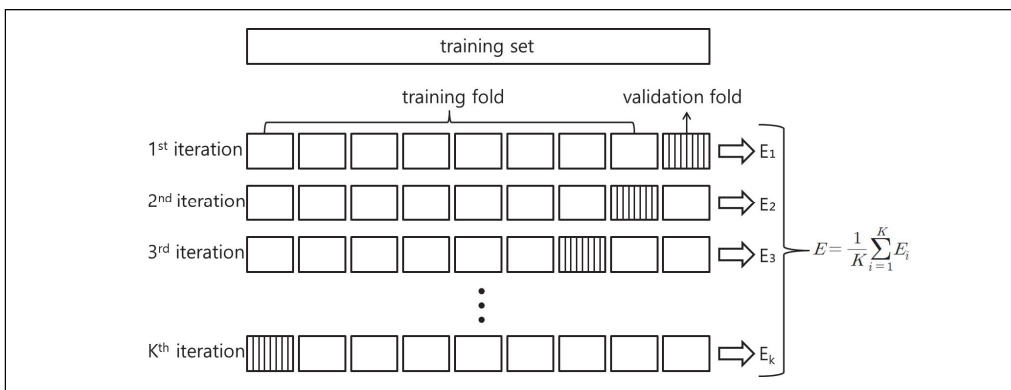 training set
training fold
validation fold
1st iteration
E1
2nd iteration
E2
3rd iteration
E3
E = 1/K ∑_{i=1}^{K} E_i
Kth iteration
Ek